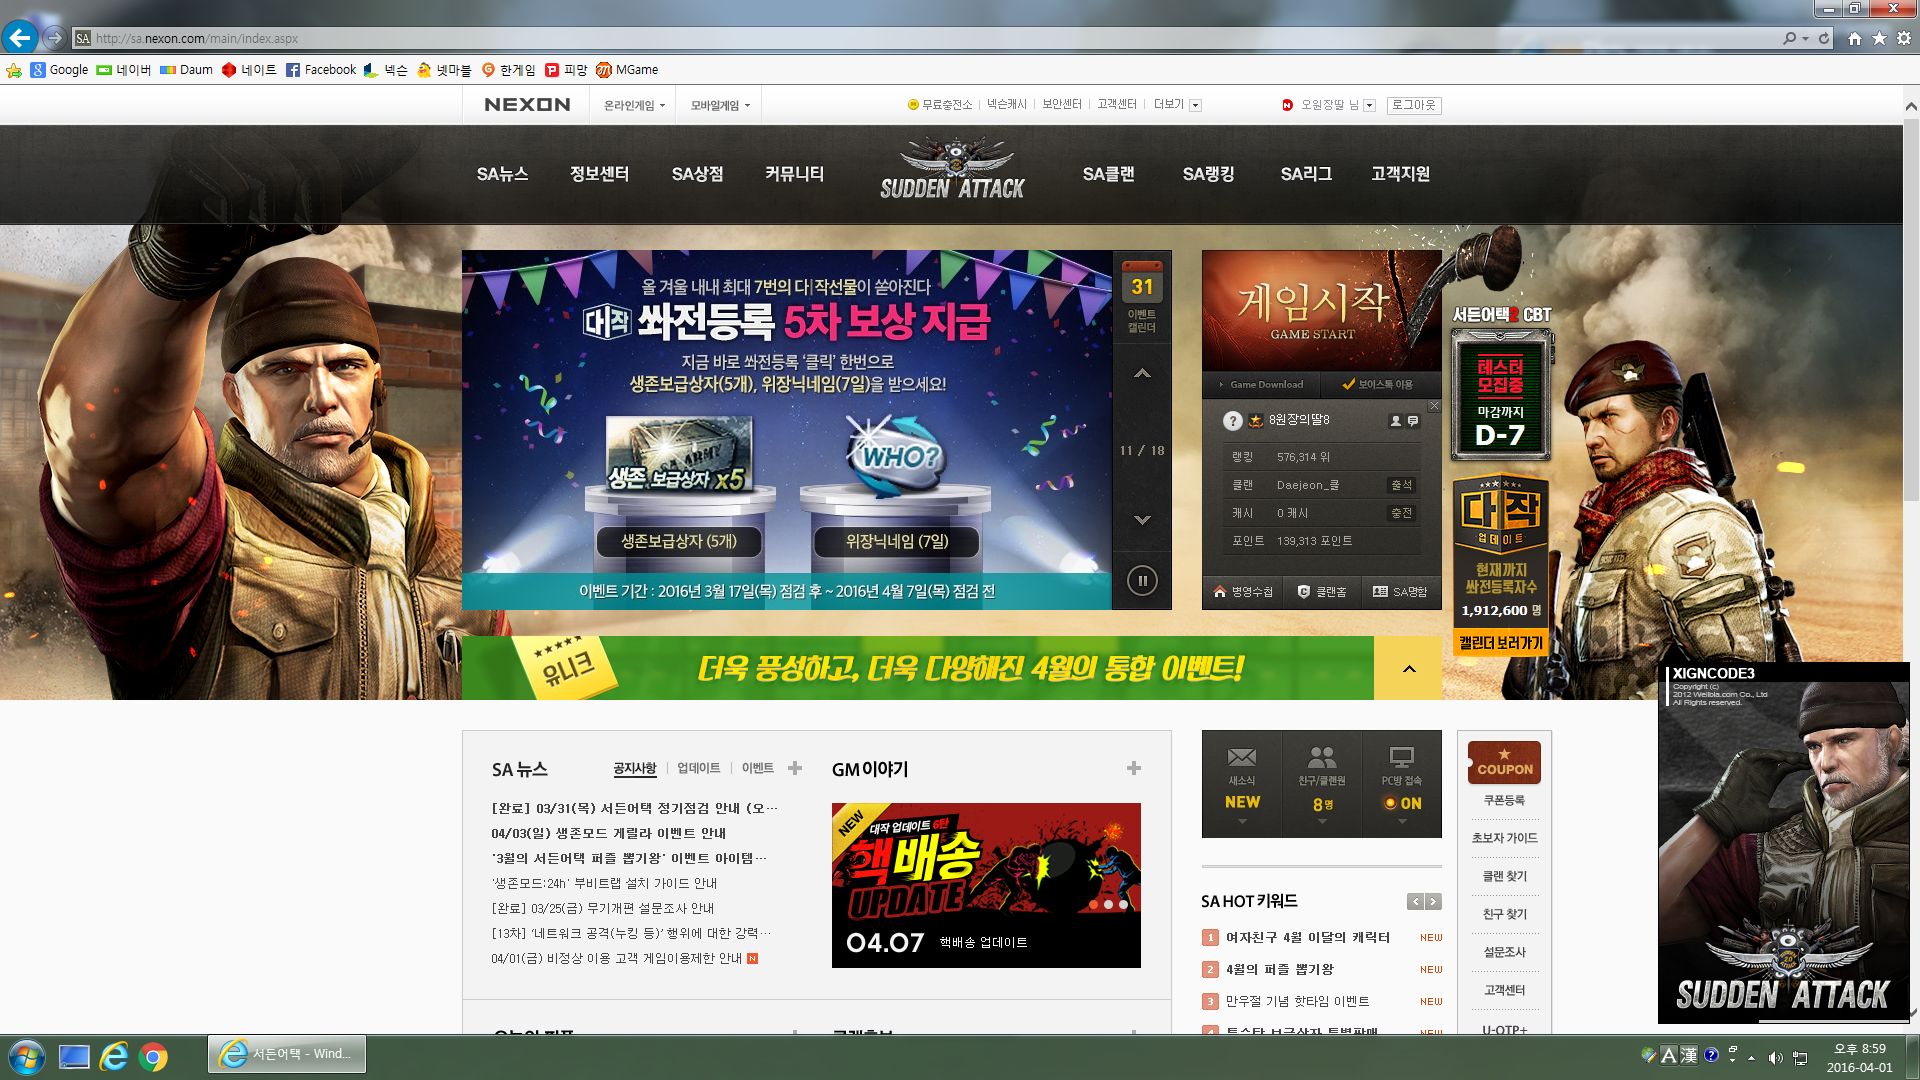 SA http://sa.nexon.com/main/index.aspx
Google 네이버 Daum 네이트 Facebook 넥슨 넷마블 한게임 피망 MGame
NEXON 온라인게임 모바일게임 무료충전소 넥슨캐시 보안센터 고객센터 더보기 N 오원장딸 님 로그아웃
SA뉴스 정보센터 SA상점 커뮤니티 SUDDEN ATTACK SA클랜 SA랭킹 SA리그 고객지원
올 겨울 내내 최대 7번의 대작선물이 쏟아진다
대작 쏴전등록 5차 보상 지급
지금 바로 쏴전등록 '클릭' 한번으로
생존보급상자(5개), 위장닉네임(7일)을 받으세요!
U.S ARMY
생존 보급상자 x5
WHO?
생존보급상자 (5개) 위장닉네임 (7일)
이벤트 기간 : 2016년 3월 17일(목) 점검 후 ~ 2016년 4월 7일(목) 점검 전
31
이벤트
캘린더
11 / 18
게임시작
GAME START
Game Download 보이스톡 이용
? 8원장의딸8
랭킹 576,314 위
클랜 Daejeon_클 출석
캐시 0 캐시 충전
포인트 139,313 포인트
병영수첩 클랜홈 SA명함
서든어택2 CBT
테스터
모집중
마감까지
D-7
대작
업데이트
현재까지
쏴전등록자수
1,912,600 명
캘린더 보러가기
유니크
더욱 풍성하고, 더욱 다양해진 4월의 통합 이벤트!
SA 뉴스 공지사항 업데이트 이벤트
[완료] 03/31(목) 서든어택 정기점검 안내 (오…
04/03(일) 생존모드 게릴라 이벤트 안내
'3월의 서든어택 퍼즐 뽑기왕' 이벤트 아이템…
'생존모드:24h' 부비트랩 설치 가이드 안내
[완료] 03/25(금) 무기개편 설문조사 안내
[13차] '네트워크 공격(누킹 등)' 행위에 대한 강력…
04/01(금) 비정상 이용 고객 게임이용제한 안내 N
GM이야기
NEW
대작 업데이트 6탄
핵배송
UPDATE
04.07 핵배송 업데이트
새소식 친구/클랜원 PC방 접속
NEW 8명 ON
SA HOT 키워드
1 여자친구 4월 이달의 캐릭터 NEW
2 4월의 퍼즐 뽑기왕 NEW
3 만우절 기념 핫타임 이벤트 NEW
4 특수탄 보급상자 특별판매 NEW
COUPON
쿠폰등록
초보자 가이드
클랜 찾기
친구 찾기
설문조사
고객센터
U-OTP+
XIGNCODE3
Copyright (c)
2012 Wellbia.com Co., Ltd
All Rights reserved.
SUDDEN ATTACK
서든어택 - Wind...
A 漢 ?
오후 8:59
2016-04-01